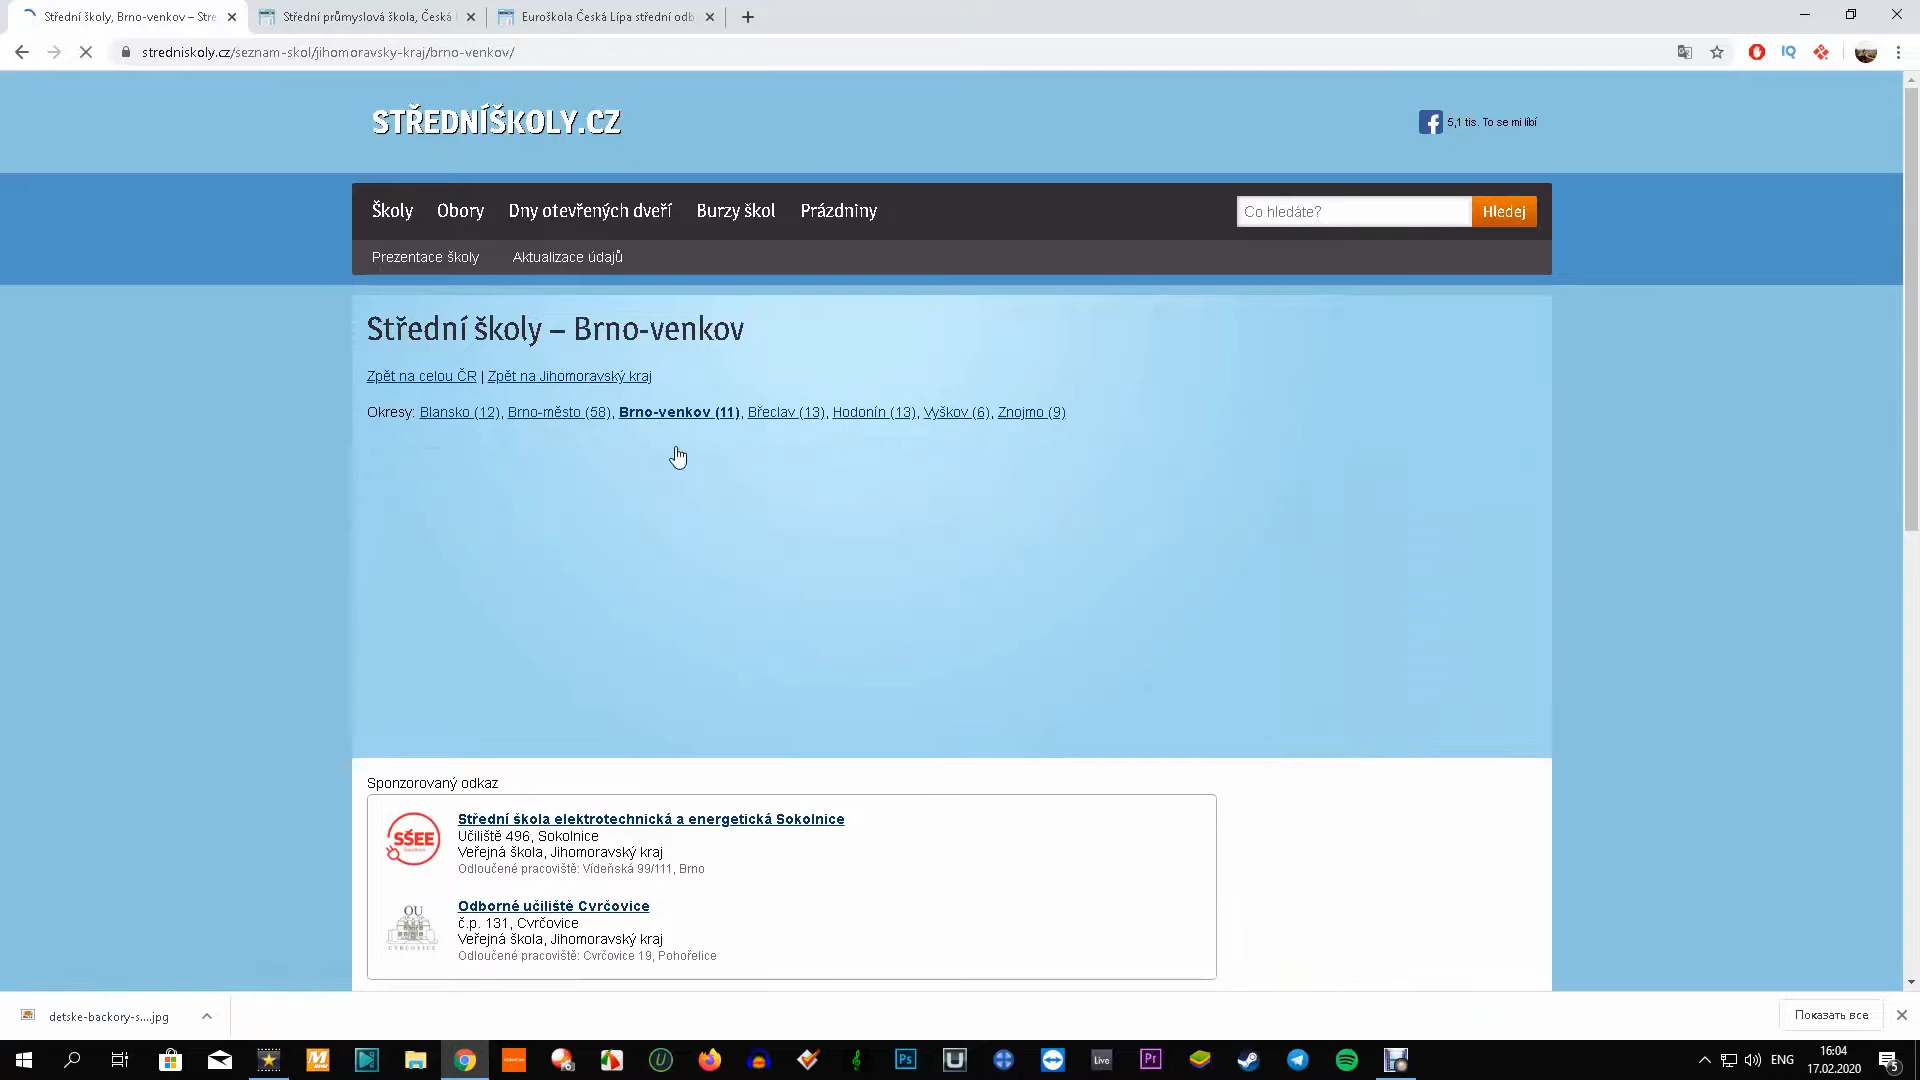 Střední školy, Brno-venkov – Stře
Střední průmyslová škola, Česká
Euroškola Česká Lípa střední odb
stredniskoly.cz/seznam-skol/jihomoravsky-kraj/brno-venkov/
STŘEDNÍŠKOLY.CZ
5,1 tis. To se mi líbí
Školy Obory Dny otevřených dveří Burzy škol Prázdniny
Co hledáte? Hledej
Prezentace školy Aktualizace údajů
Střední školy – Brno-venkov
Zpět na celou ČR | Zpět na Jihomoravský kraj
Okresy: Blansko (12), Brno-město (58), Brno-venkov (11), Břeclav (13), Hodonín (13), Vyškov (6), Znojmo (9)
Sponzorovaný odkaz
SŠEE
Střední škola elektrotechnická a energetická Sokolnice
Učiliště 496, Sokolnice
Veřejná škola, Jihomoravský kraj
Odloučené pracoviště: Vídeňská 99/111, Brno
OU
CVRČOVICE
Odborné učiliště Cvrčovice
č.p. 131, Cvrčovice
Veřejná škola, Jihomoravský kraj
Odloučené pracoviště: Cvrčovice 19, Pohořelice
detske-backory-s....jpg
Показать все
Ps
Live
Pr
ENG
16:04
17.02.2020
5